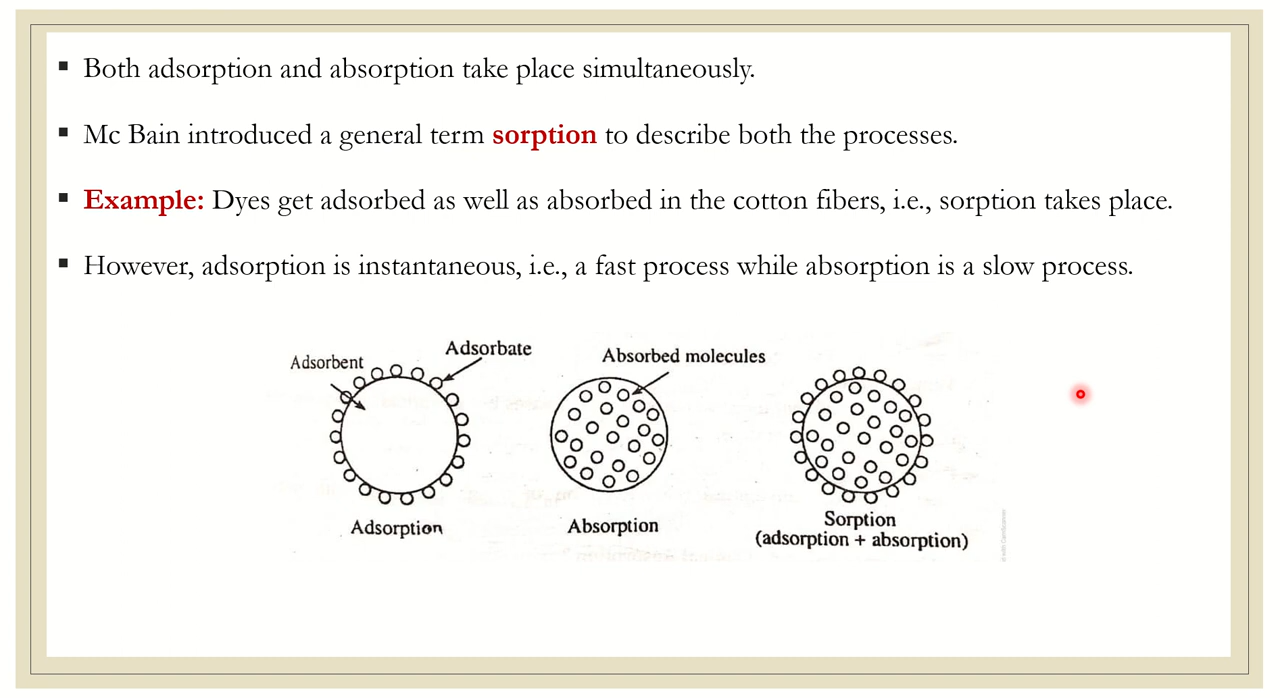 ▪ Both adsorption and absorption take place simultaneously.
▪ Mc Bain introduced a general term sorption to describe both the processes.
▪ Example: Dyes get adsorbed as well as absorbed in the cotton fibers, i.e., sorption takes place.
▪ However, adsorption is instantaneous, i.e., a fast process while absorption is a slow process.
Adsorbent
Adsorbate
Absorbed molecules
Adsorption
Absorption
Sorption
(adsorption + absorption)